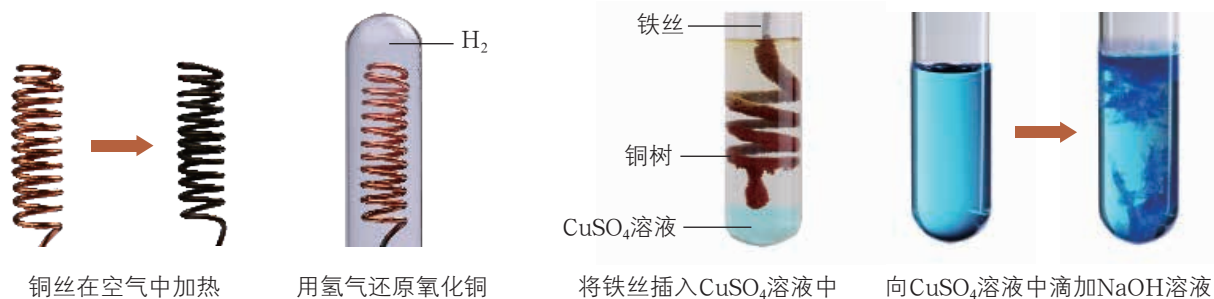 H₂
铁丝
铜树
CuSO₄溶液
铜丝在空气中加热
用氢气还原氧化铜
将铁丝插入CuSO₄溶液中
向CuSO₄溶液中滴加NaOH溶液